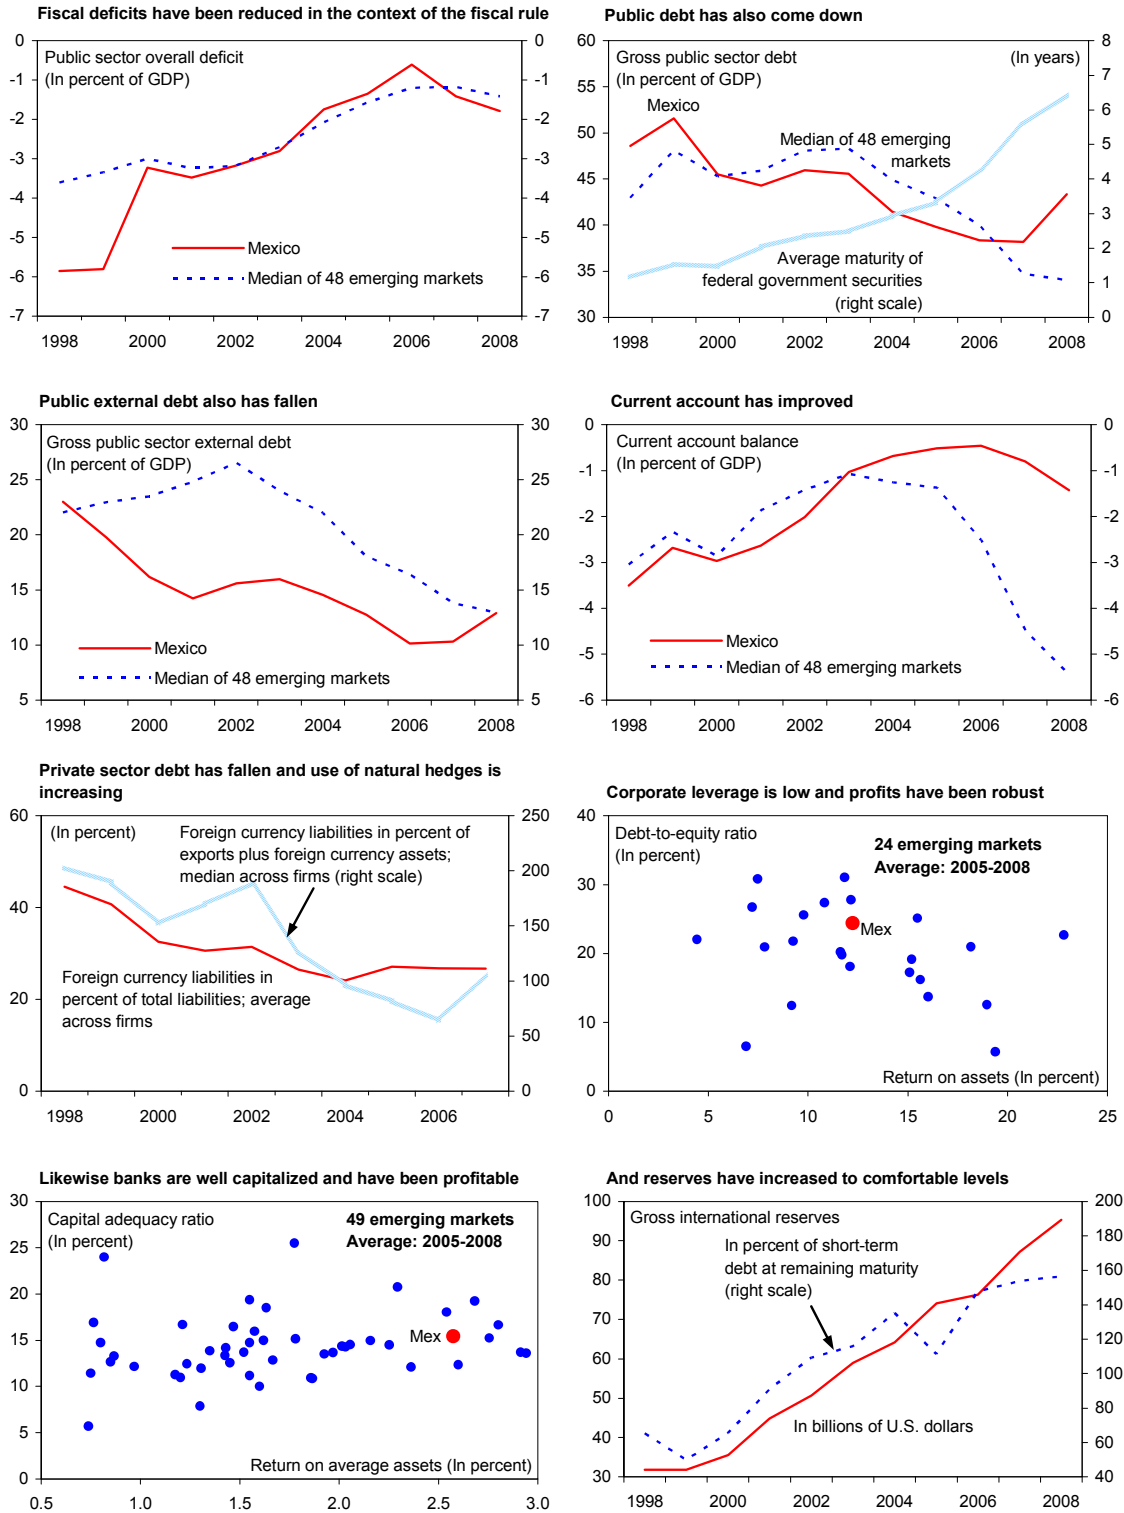 Fiscal deficits have been reduced in the context of the fiscal rule
Public sector overall deficit
(In percent of GDP)
0
-1
-2
-3
-4
-5
-6
-7
0
-1
-2
-3
-4
-5
-6
-7
Mexico
Median of 48 emerging markets
1998 2000 2002 2004 2006 2008
Public debt has also come down
Gross public sector debt
(In percent of GDP)
(In years)
60
55
50
45
40
35
30
8
7
6
5
4
3
2
1
0
Mexico
Median of 48 emerging
markets
Average maturity of
federal government securities
(right scale)
1998 2000 2002 2004 2006 2008
Public external debt also has fallen
Gross public sector external debt
(In percent of GDP)
30
25
20
15
10
5
30
25
20
15
10
5
Mexico
Median of 48 emerging markets
1998 2000 2002 2004 2006 2008
Current account has improved
Current account balance
(In percent of GDP)
-0
-1
-2
-3
-4
-5
-6
0
-1
-2
-3
-4
-5
-6
Mexico
Median of 48 emerging markets
1998 2000 2002 2004 2006 2008
Private sector debt has fallen and use of natural hedges is
increasing
(In percent)
60
40
20
0
250
200
150
100
50
0
Foreign currency liabilities in percent of
exports plus foreign currency assets;
median across firms (right scale)
Foreign currency liabilities in
percent of total liabilities; average
across firms
1998 2000 2002 2004 2006
Corporate leverage is low and profits have been robust
Debt-to-equity ratio
(In percent)
24 emerging markets
Average: 2005-2008
40
30
20
10
0
Mex
Return on assets (In percent)
0 5 10 15 20 25
Likewise banks are well capitalized and have been profitable
Capital adequacy ratio
(In percent)
49 emerging markets
Average: 2005-2008
30
25
20
15
10
5
0
Mex
Return on average assets (In percent)
0.5 1.0 1.5 2.0 2.5 3.0
And reserves have increased to comfortable levels
Gross international reserves
100
90
80
70
60
50
40
30
200
180
160
140
120
100
80
60
40
In percent of short-term
debt at remaining maturity
(right scale)
In billions of U.S. dollars
1998 2000 2002 2004 2006 2008